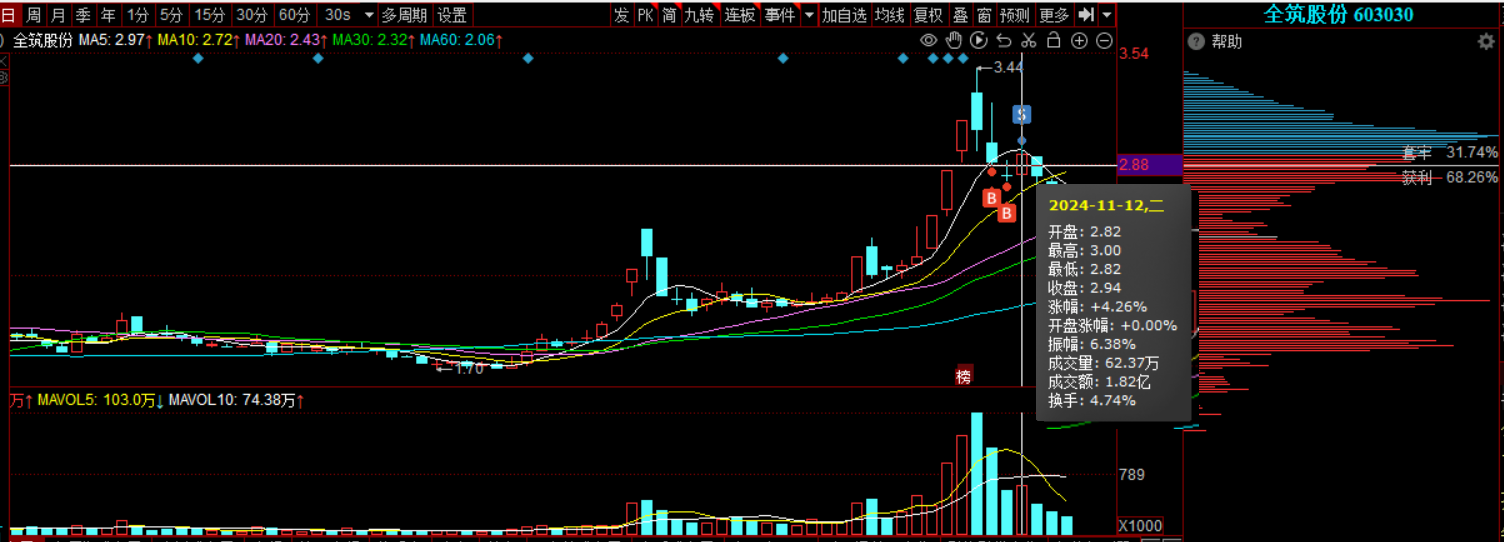 日 周 月 季 年 1分 5分 15分 30分 60分 30s 多周期 设置 发 PK 简 九转 连板 事件 加自选 均线 复权 叠 窗 预测 更多
全筑股份 603030
全筑股份 MA5: 2.97↑ MA10: 2.72↑ MA20: 2.43↑ MA30: 2.32↑ MA60: 2.06↑
帮助
3.54
3.44
S
套牢 31.74%
2.88
获利 68.26%
B
B
2024-11-12,二
开盘: 2.82
最高: 3.00
最低: 2.82
收盘: 2.94
涨幅: +4.26%
开盘涨幅: +0.00%
振幅: 6.38%
成交量: 62.37万
成交额: 1.82亿
换手: 4.74%
1.70
榜
万↑ MAVOL5: 103.0万↓ MAVOL10: 74.38万↑
789
X1000